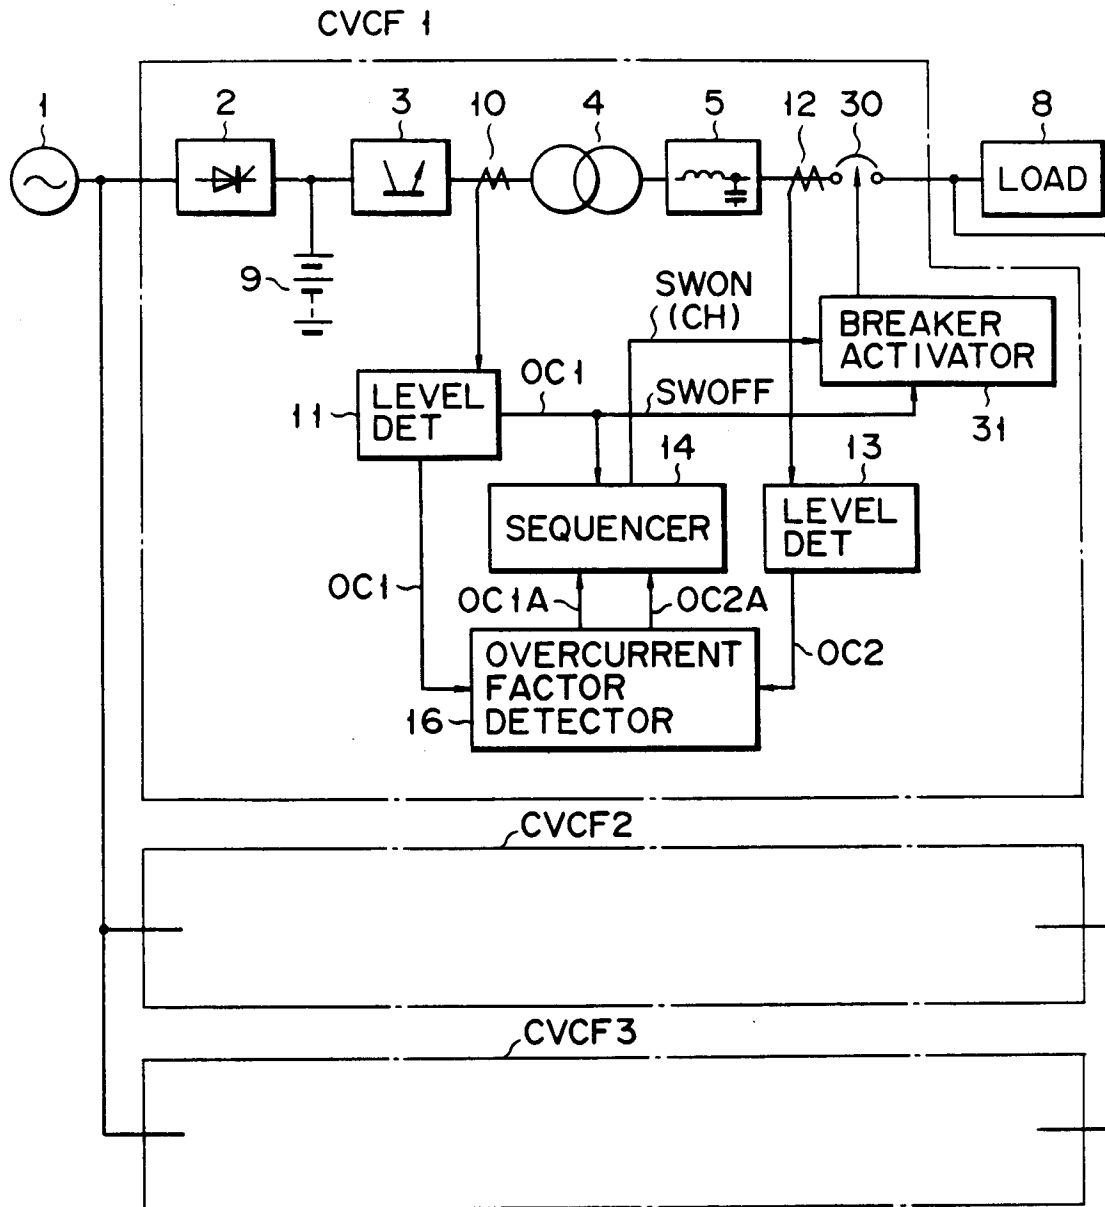 CVCF 1
1
2
3
10
4
5
12
30
8
LOAD
9
SWON
(CH)
BREAKER
ACTIVATOR
31
OC1
SWOFF
11
LEVEL
DET
14
13
SEQUENCER
LEVEL
DET
OC1
OC1A
OC2A
OC2
OVERCURRENT
FACTOR
DETECTOR
16
CVCF2
CVCF3